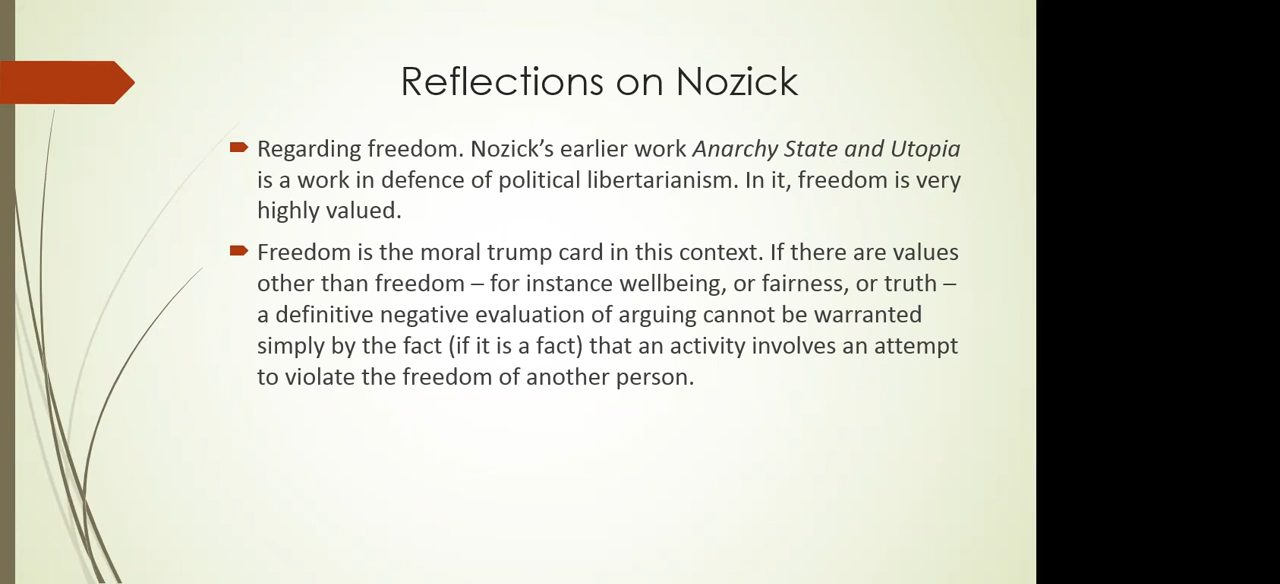 Reflections on Nozick
Regarding freedom. Nozick’s earlier work Anarchy State and Utopia
is a work in defence of political libertarianism. In it, freedom is very
highly valued.
Freedom is the moral trump card in this context. If there are values
other than freedom – for instance wellbeing, or fairness, or truth –
a definitive negative evaluation of arguing cannot be warranted
simply by the fact (if it is a fact) that an activity involves an attempt
to violate the freedom of another person.